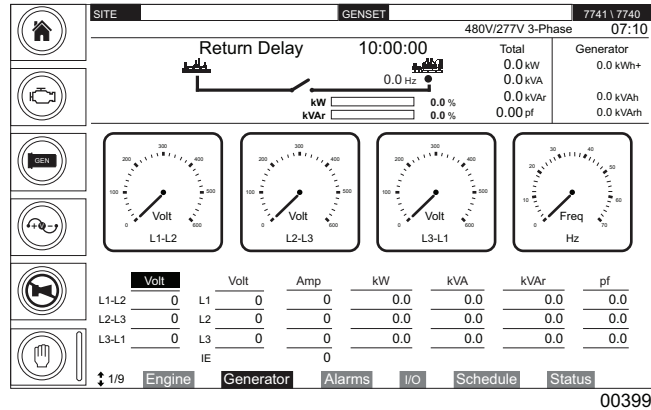 SITE GENSET 7741 \ 7740
480V/277V 3-Phase 07:10
Return Delay 10:00:00 Total Generator
0.0 kW 0.0 kWh+
0.0 Hz 0.0 kVA
kW 0.0 % 0.0 kVAr 0.0 kVAh
kVAr 0.0 % 0.00 pf 0.0 kVArh
GEN
0 100 200 300 400 500 600
Volt
L1-L2
0 100 200 300 400 500 600
Volt
L2-L3
0 100 200 300 400 500 600
Volt
L3-L1
0 10 20 30 40 50 60 70
Freq
Hz
Volt Volt Amp kW kVA kVAr pf
L1-L2 0 L1 0 0 0.0 0.0 0.0 0.0
L2-L3 0 L2 0 0 0.0 0.0 0.0 0.0
L3-L1 0 L3 0 0 0.0 0.0 0.0 0.0
IE 0
1/9 Engine Generator Alarms I/O Schedule Status
00399